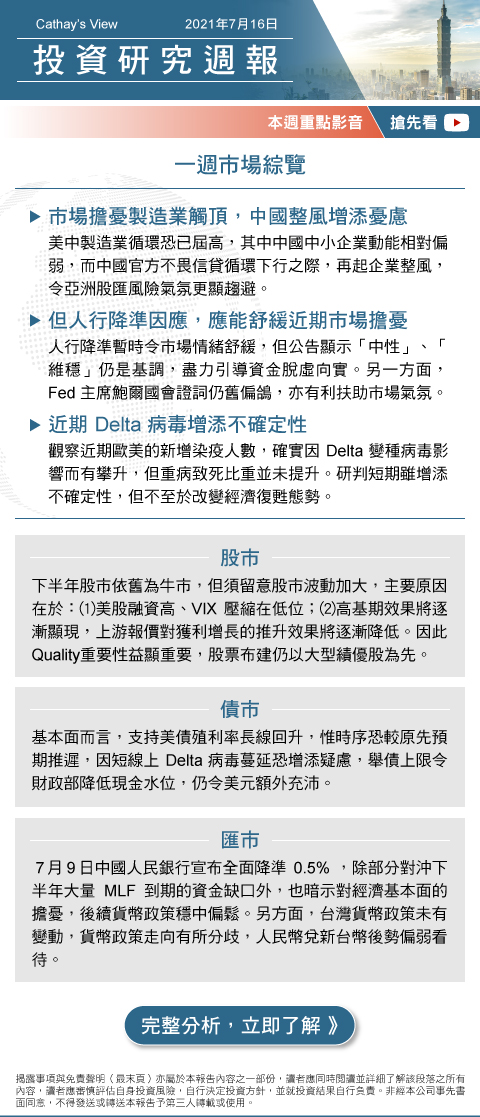 Cathay's View 2021年7月16日
投資研究週報
本週重點影音 搶先看
一週市場綜覽
市場擔憂製造業觸頂，中國整風增添憂慮
美中製造業循環恐已屆高，其中中國中小企業動能相對偏
弱，而中國官方不畏信貸循環下行之際，再起企業整風，
令亞洲股匯風險氣氛更顯趨避。
但人行降準因應，應能舒緩近期市場擔憂
人行降準暫時令市場情緒舒緩，但公告顯示「中性」、「
維穩」仍是基調，盡力引導資金脫虛向實。另一方面，
Fed 主席鮑爾國會證詞仍舊偏鴿，亦有利扶助市場氣氛。
近期 Delta 病毒增添不確定性
觀察近期歐美的新增染疫人數，確實因 Delta 變種病毒影
響而有攀升，但重病致死比重並未提升。研判短期雖增添
不確定性，但不至於改變經濟復甦態勢。
股市
下半年股市依舊為牛市，但須留意股市波動加大，主要原因
在於：⑴美股融資高、VIX 壓縮在低位；⑵高基期效果將逐
漸顯現，上游報價對獲利增長的推升效果將逐漸降低。因此
Quality重要性益顯重要，股票布建仍以大型績優股為先。
債市
基本面而言，支持美債殖利率長線回升，惟時序恐較原先預
期推遲，因短線上 Delta 病毒蔓延恐增添疑慮，舉債上限令
財政部降低現金水位，仍令美元額外充沛。
匯市
7月9日中國人民銀行宣布全面降準 0.5% ，除部分對沖下
半年大量 MLF 到期的資金缺口外，也暗示對經濟基本面的
擔憂，後續貨幣政策穩中偏鬆。另方面，台灣貨幣政策未有
變動，貨幣政策走向有所分歧，人民幣兌新台幣後勢偏弱看
待。
完整分析，立即了解 》
揭露事項與免責聲明（最末頁）亦屬於本報告內容之一部份，讀者應同時閱讀並詳細了解該段落之所有
內容，讀者應審慎評估自身投資風險，自行決定投資方針，並就投資結果自行負責。非經本公司事先書
面同意，不得發送或轉送本報告予第三人轉載或使用。